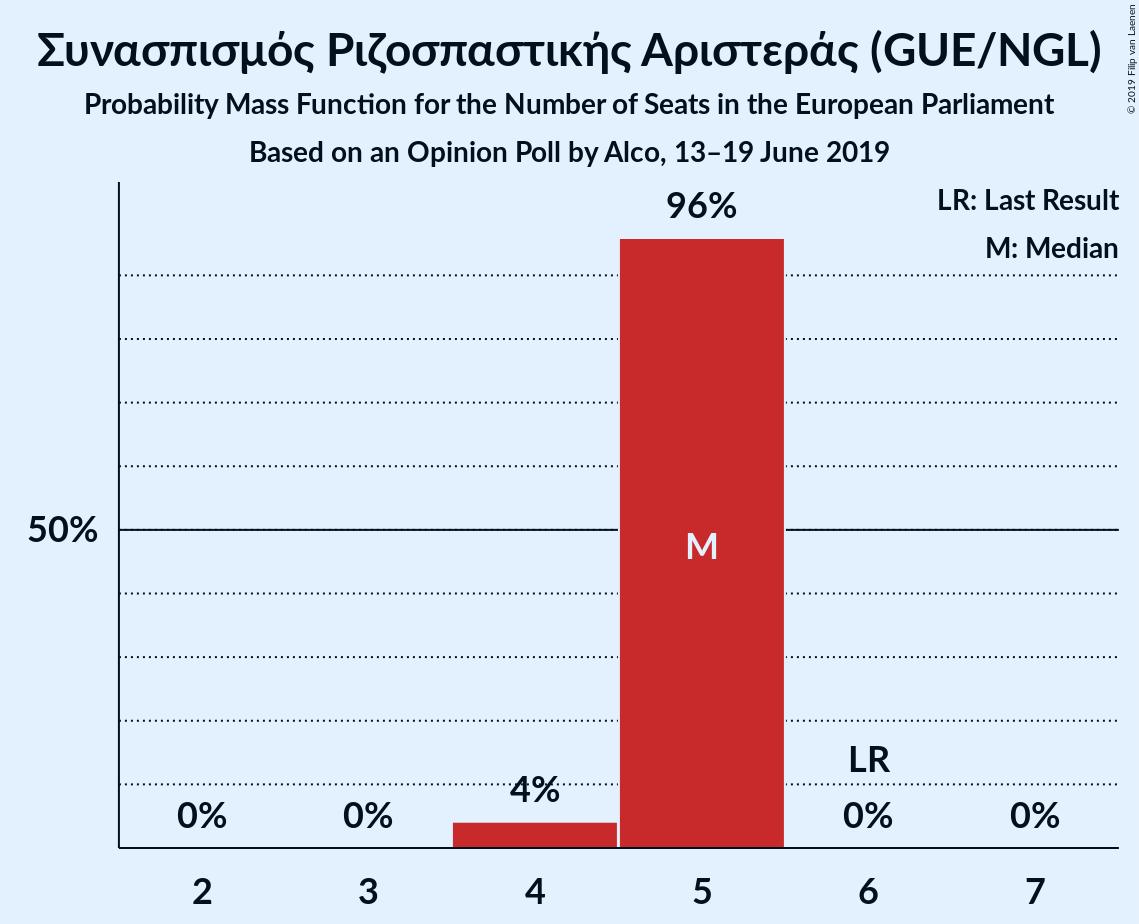 Συνασπισμός Ριζοσπαστικής Αριστεράς (GUE/NGL)
Probability Mass Function for the Number of Seats in the European Parliament
Based on an Opinion Poll by Alco, 13–19 June 2019
© 2019 Filip van Laenen
LR: Last Result
M: Median
96%
50%
M
LR
4%
0% 0% 0% 0%
2 3 4 5 6 7